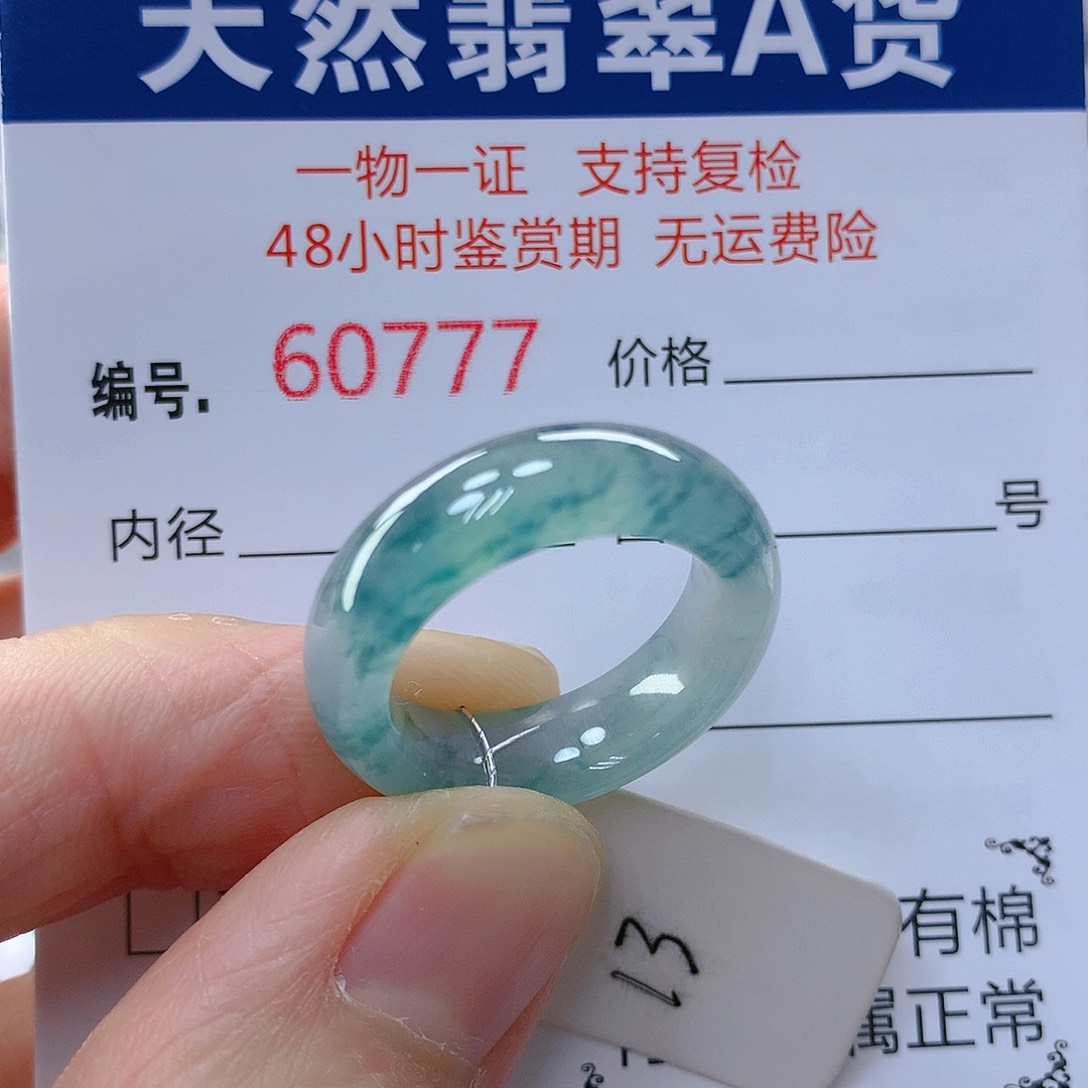 天然翡翠A货
一物一证 支持复检
48小时鉴赏期 无运费险
编号. 60777 价格
内径 号
有棉
属正常
13